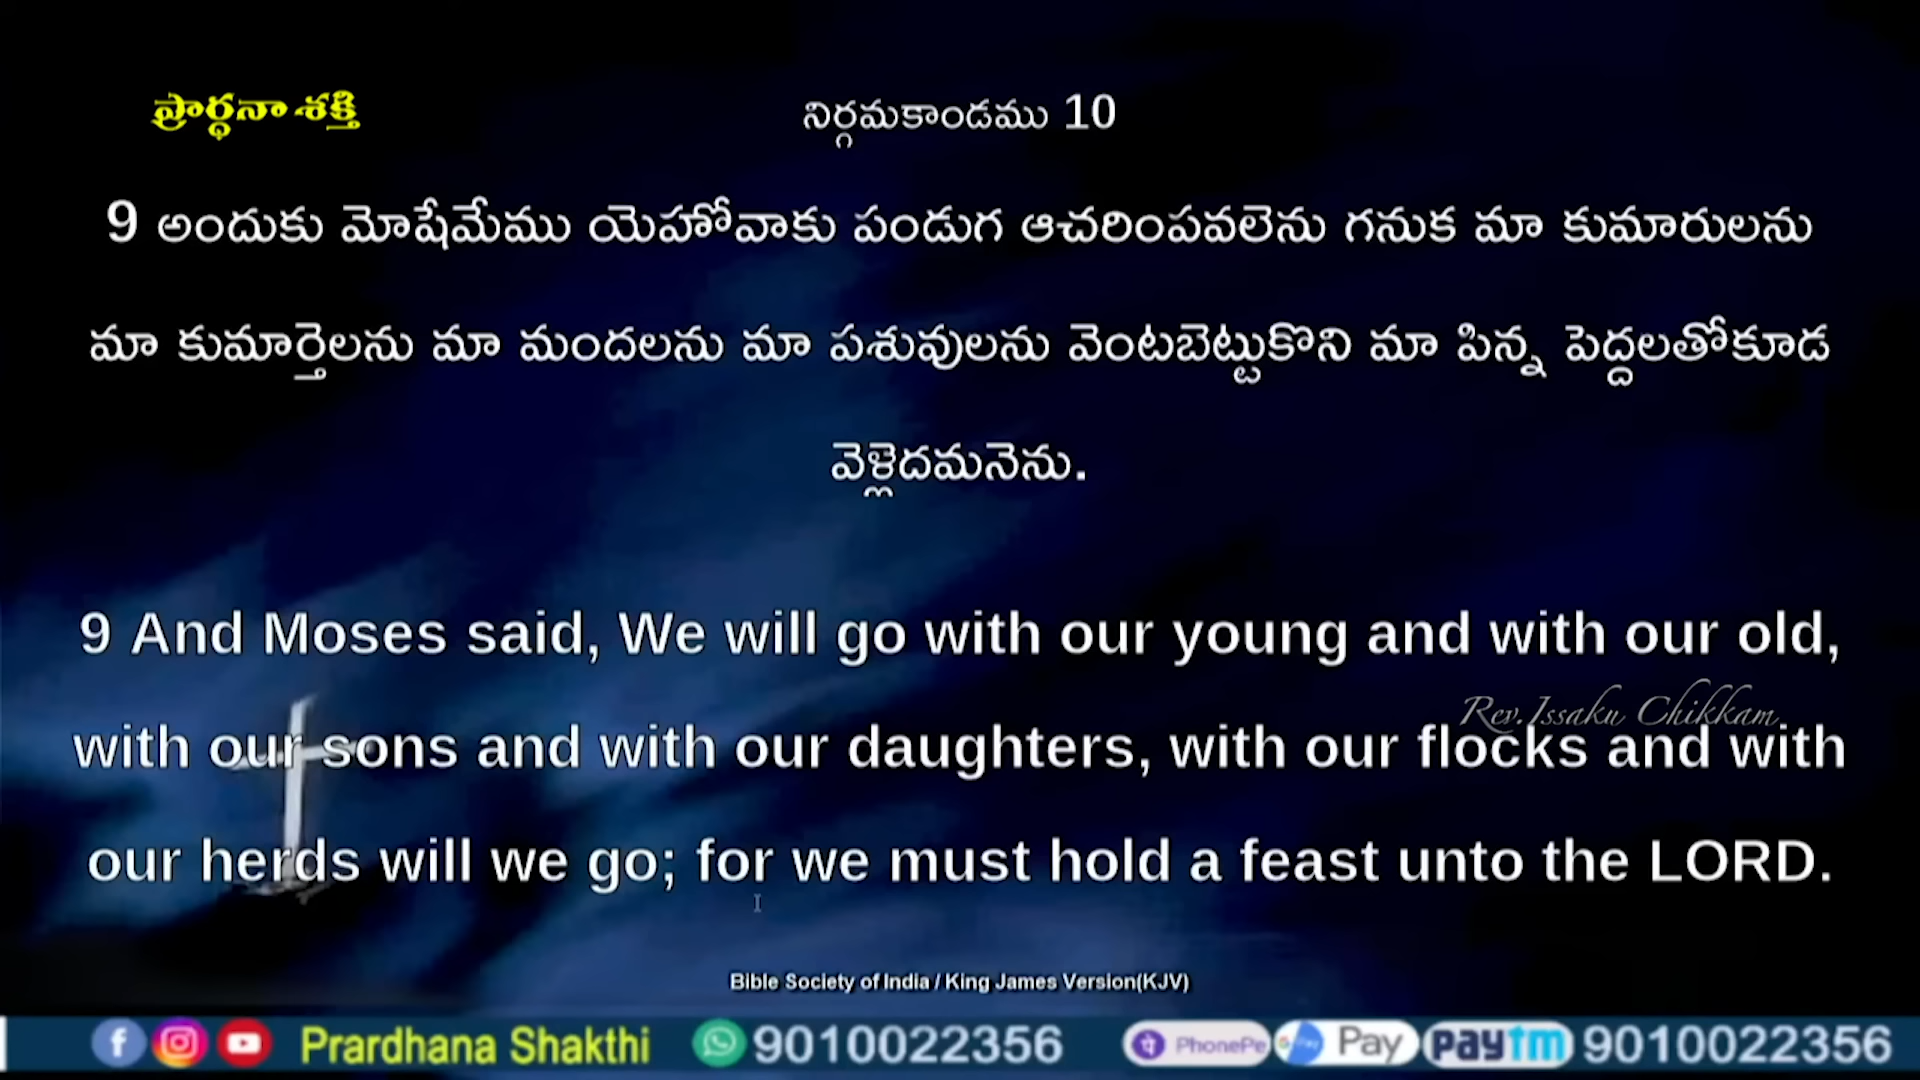 ప్రార్ధనా శక్తి
నిర్గమకాండము 10
9 అందుకు మోషేమేము యెహోవాకు పండుగ ఆచరింపవలెను గనుక మా కుమారులను
మా కుమార్తెలను మా మందలను మా పశువులను వెంటబెట్టుకొని మా పిన్న పెద్దలతోకూడ
వెళ్లెదమనెను.
9 And Moses said, We will go with our young and with our old,
Rev. Issaku Chikkam
with our sons and with our daughters, with our flocks and with
our herds will we go; for we must hold a feast unto the LORD.
Bible Society of India / King James Version(KJV)
Prardhana Shakthi 9010022356 PhonePe G Pay Pay paytm 9010022356